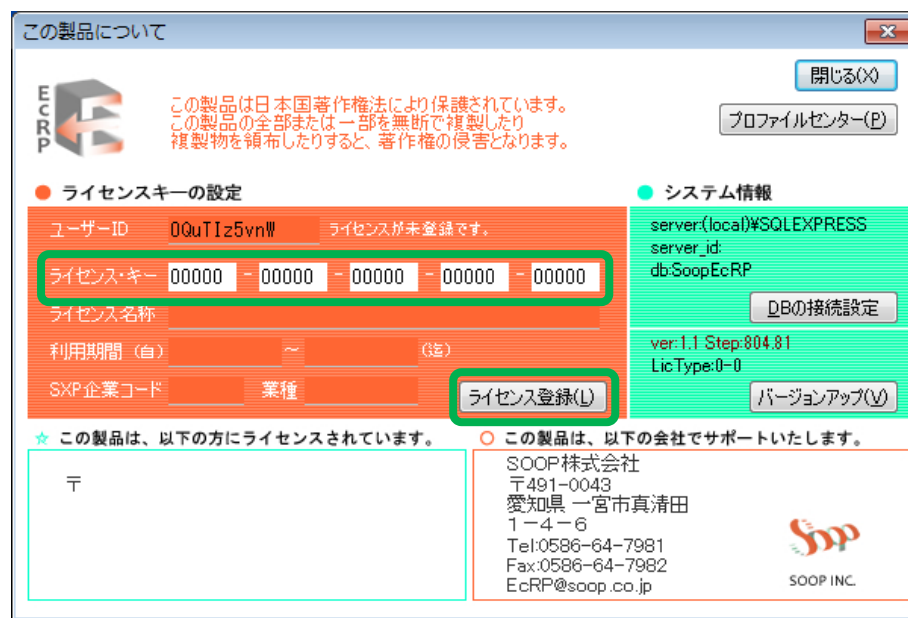 この製品について
閉じる(X)
EcRP
この製品は日本国著作権法により保護されています。
この製品の全部または一部を無断で複製したり
複製物を頒布したりすると、著作権の侵害となります。
プロファイルセンター(P)
● ライセンスキーの設定
ユーザーID 0QuTIz5vnW ライセンスが未登録です。
ライセンス・キー 00000 - 00000 - 00000 - 00000 - 00000
ライセンス名称
利用期間（自） ～ （迄）
SXP企業コード 業種 ライセンス登録(L)
● システム情報
server:(local)¥SQLEXPRESS
server_id:
db:SoopEcRP
DBの接続設定
ver:1.1 Step:804.81
LicType:0-0
バージョンアップ(V)
☆ この製品は、以下の方にライセンスされています。
〒
○ この製品は、以下の会社でサポートいたします。
SOOP株式会社
〒491-0043
愛知県 一宮市真清田
１－４－６
Tel:0586-64-7981
Fax:0586-64-7982
EcRP@soop.co.jp
Soop
SOOP INC.